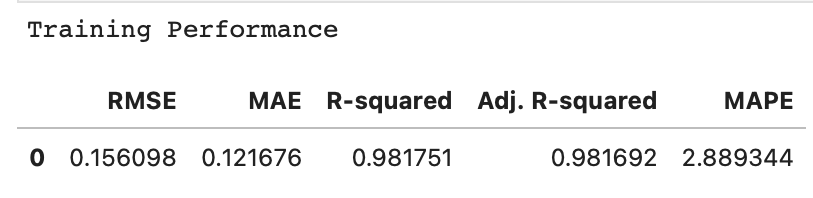 Training Performance
RMSE MAE R-squared Adj. R-squared MAPE
0 0.156098 0.121676 0.981751 0.981692 2.889344